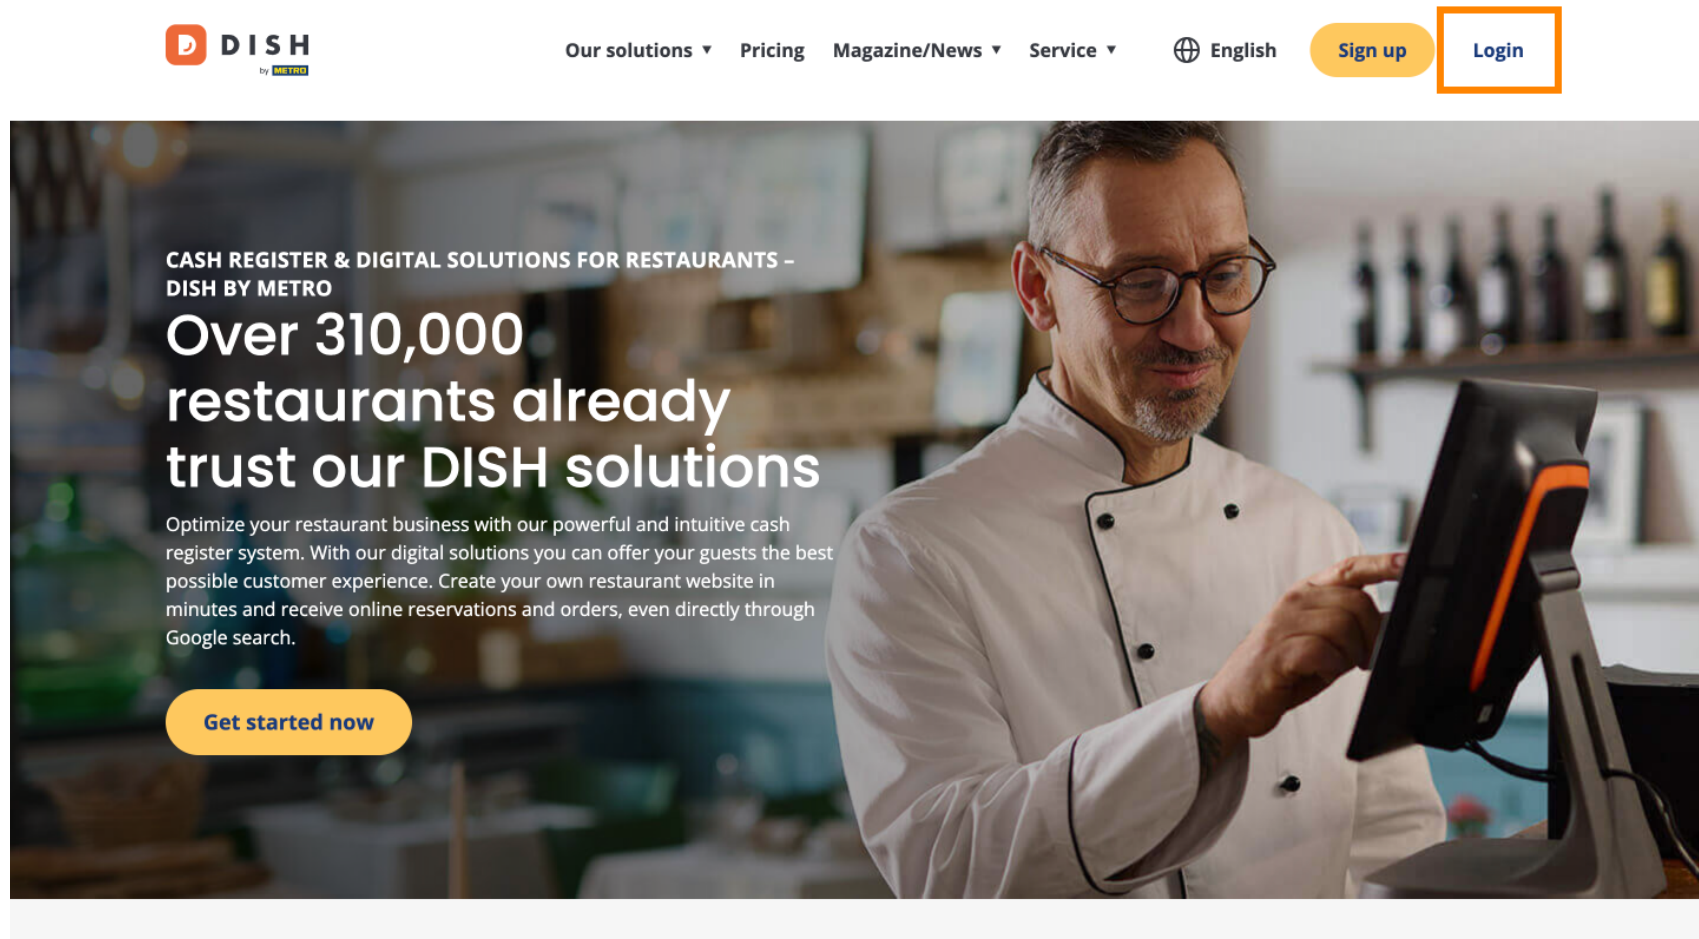 DISH
by METRO
Our solutions ▼ Pricing Magazine/News ▼ Service ▼ English Sign up Login
CASH REGISTER & DIGITAL SOLUTIONS FOR RESTAURANTS –
DISH BY METRO
Over 310,000
restaurants already
trust our DISH solutions
Optimize your restaurant business with our powerful and intuitive cash
register system. With our digital solutions you can offer your guests the best
possible customer experience. Create your own restaurant website in
minutes and receive online reservations and orders, even directly through
Google search.
Get started now